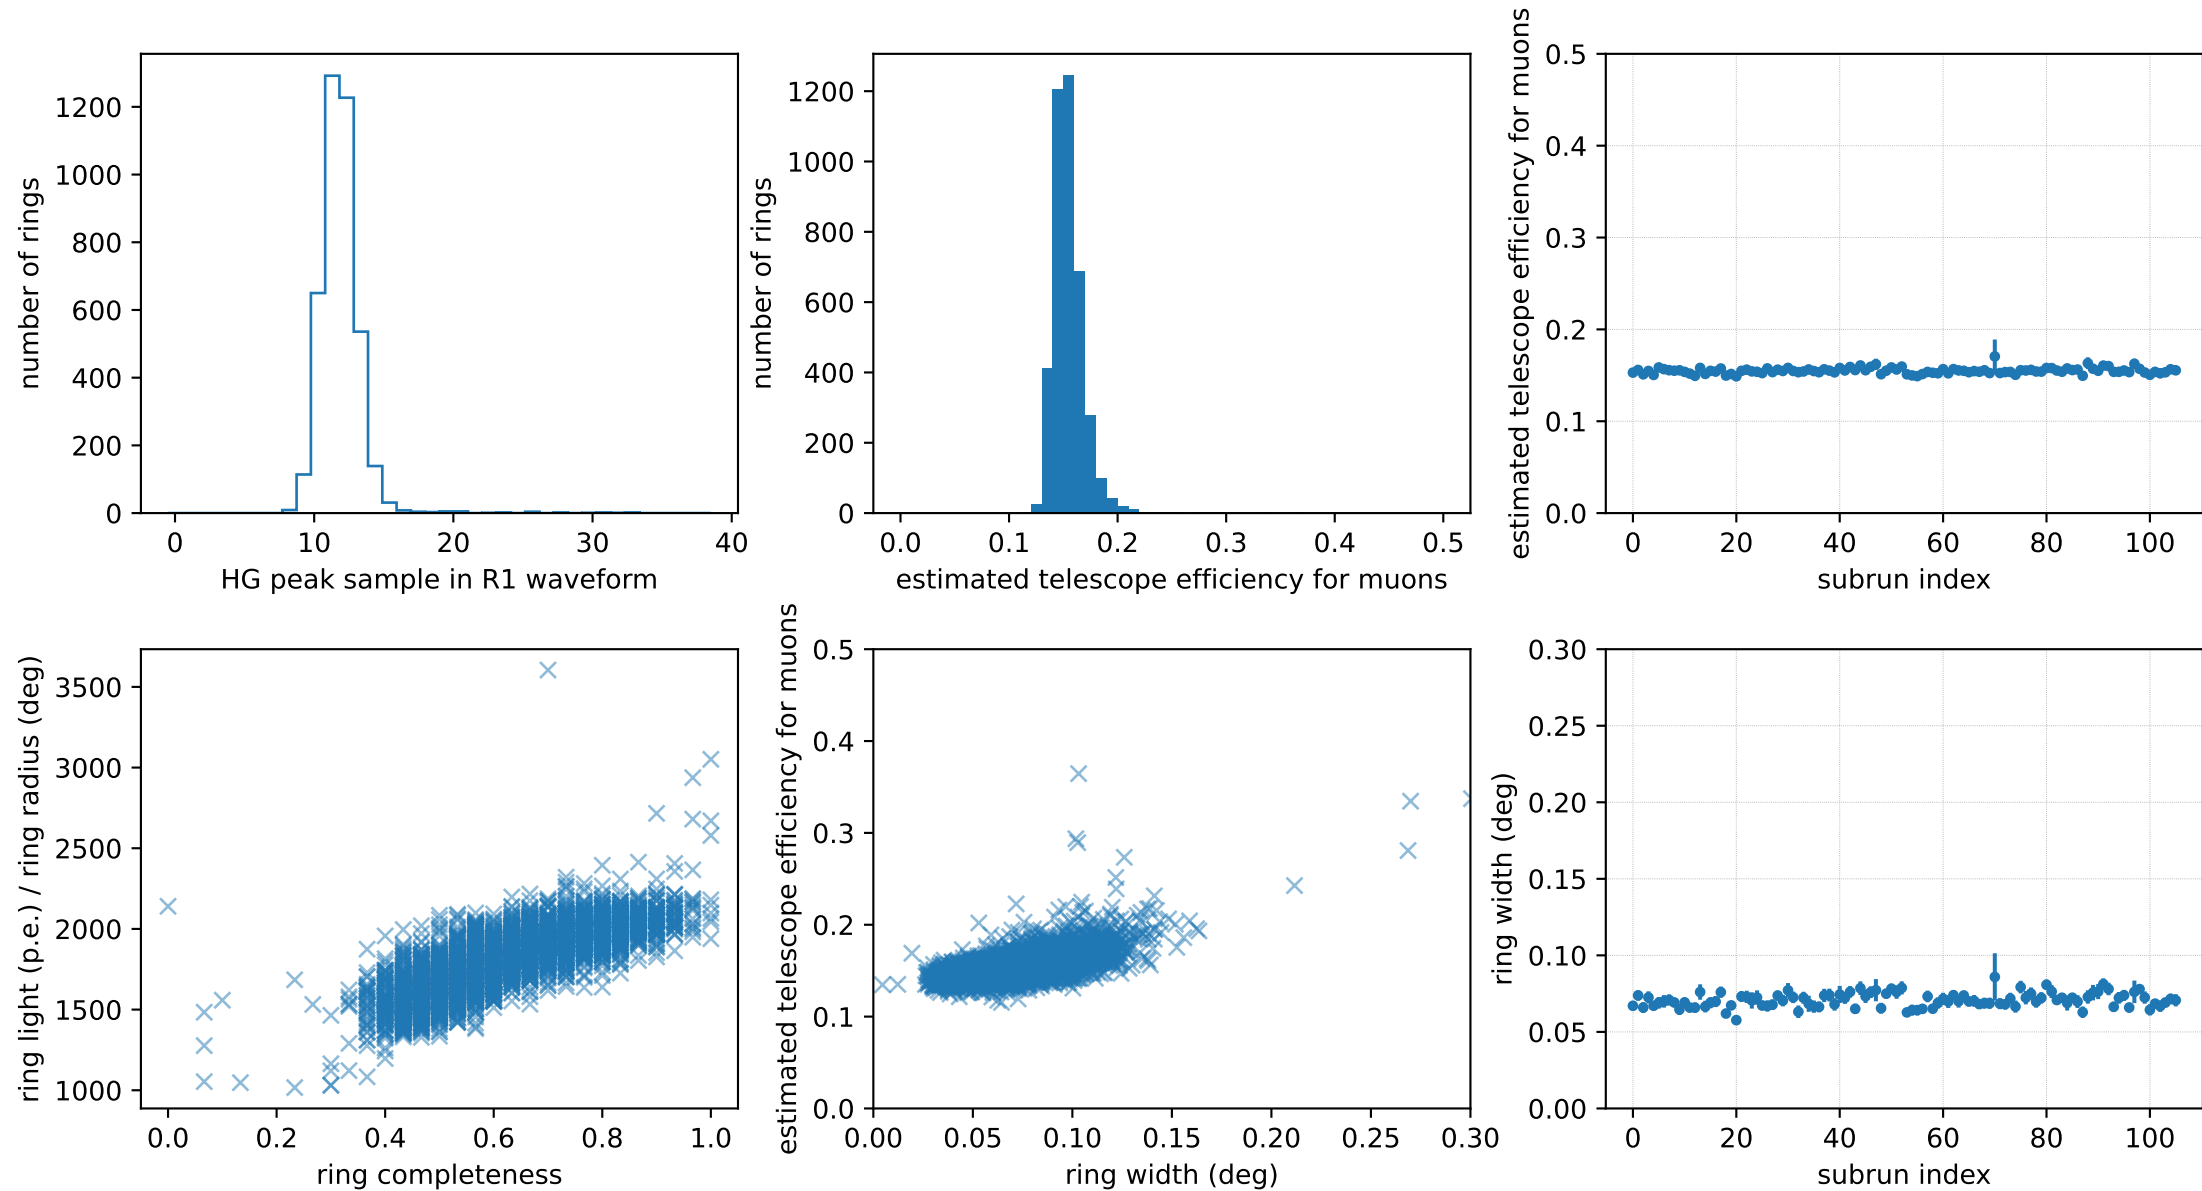 number of rings
1200
1000
800
600
400
200
0
0 10 20 30 40
HG peak sample in R1 waveform
number of rings
1200
1000
800
600
400
200
0
0.0 0.1 0.2 0.3 0.4 0.5
estimated telescope efficiency for muons
estimated telescope efficiency for muons
0.5
0.4
0.3
0.2
0.1
0.0
0 20 40 60 80 100
subrun index
ring light (p.e.) / ring radius (deg)
3500
3000
2500
2000
1500
1000
0.0 0.2 0.4 0.6 0.8 1.0
ring completeness
estimated telescope efficiency for muons
0.5
0.4
0.3
0.2
0.1
0.0
0.00 0.05 0.10 0.15 0.20 0.25 0.30
ring width (deg)
ring width (deg)
0.30
0.25
0.20
0.15
0.10
0.05
0.00
0 20 40 60 80 100
subrun index